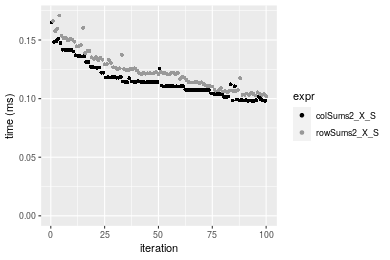 0.15
0.10
0.05
0.00
time (ms)
0
25
50
75
100
iteration
expr
colSums2_X_S
rowSums2_X_S